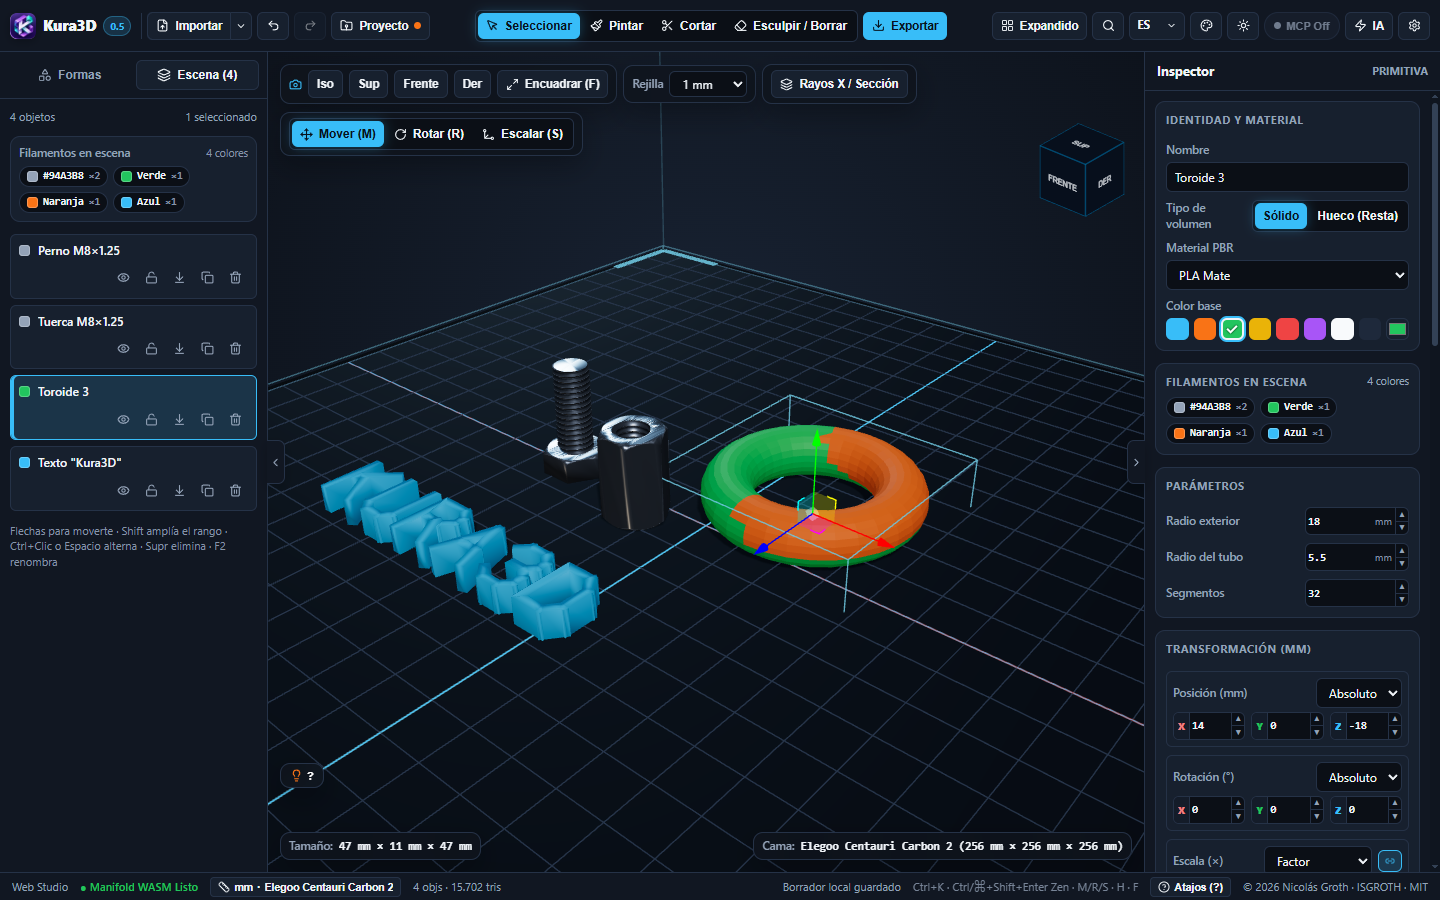 Kura3D 0.5 Importar Proyecto Seleccionar Pintar Cortar Esculpir / Borrar Exportar Expandido ES MCP Off IA
Formas Escena (4)
4 objetos 1 seleccionado
Filamentos en escena 4 colores
#94A3B8 ×2 Verde ×1
Naranja ×1 Azul ×1
Perno M8×1.25
Tuerca M8×1.25
Toroide 3
Texto "Kura3D"
Flechas para moverte · Shift amplía el rango ·
Ctrl+Clic o Espacio alterna · Supr elimina · F2
renombra
Iso Sup Frente Der Encuadrar (F) Rejilla 1 mm Rayos X / Sección
Mover (M) Rotar (R) Escalar (S)
SUP
FRENTE DER
Kura3D
?
Tamaño: 47 mm × 11 mm × 47 mm
Cama: Elegoo Centauri Carbon 2 (256 mm × 256 mm × 256 mm)
Inspector PRIMITIVA
IDENTIDAD Y MATERIAL
Nombre
Toroide 3
Tipo de
volumen
Sólido Hueco (Resta)
Material PBR
PLA Mate
Color base
FILAMENTOS EN ESCENA 4 colores
#94A3B8 ×2 Verde ×1
Naranja ×1 Azul ×1
PARÁMETROS
Radio exterior 18 mm
Radio del tubo 5.5 mm
Segmentos 32
TRANSFORMACIÓN (MM)
Posición (mm) Absoluto
X 14 Y 0 Z -18
Rotación (°) Absoluto
X 0 Y 0 Z 0
Escala (×) Factor
Web Studio Manifold WASM Listo mm · Elegoo Centauri Carbon 2 4 objs · 15.702 tris Borrador local guardado Ctrl+K · Ctrl/⌘+Shift+Enter Zen · M/R/S · H · F Atajos (?) © 2026 Nicolás Groth · ISGROTH · MIT